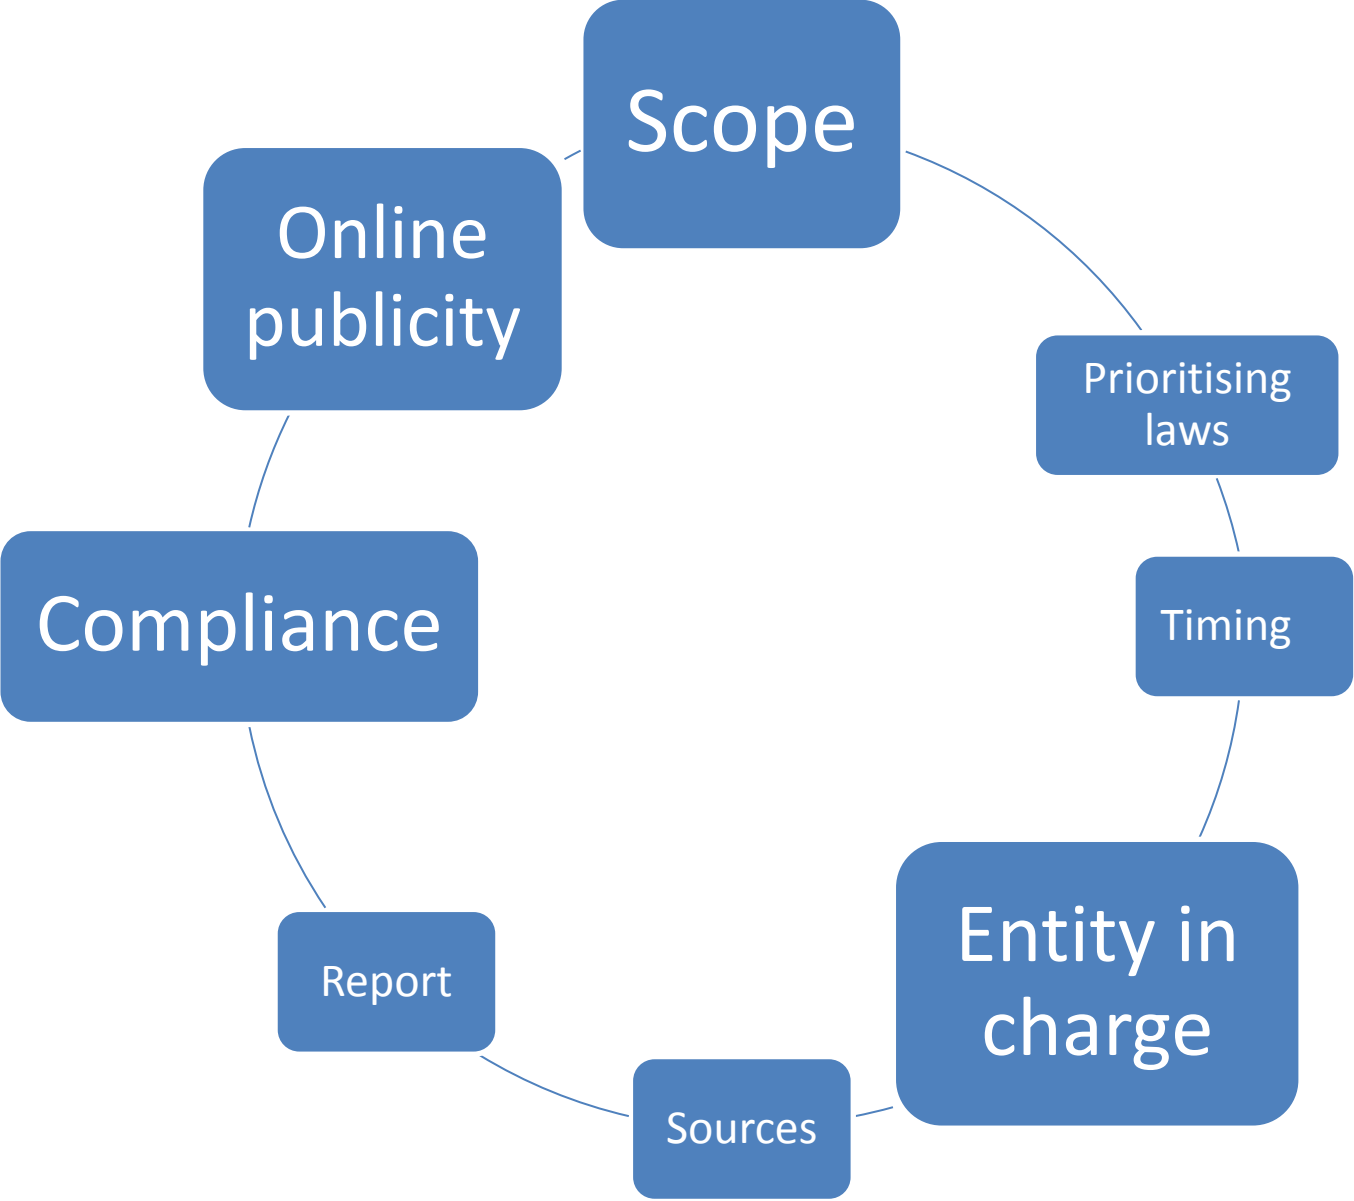 Scope
Prioritising
laws
Timing
Entity in
charge
Sources
Report
Compliance
Online
publicity